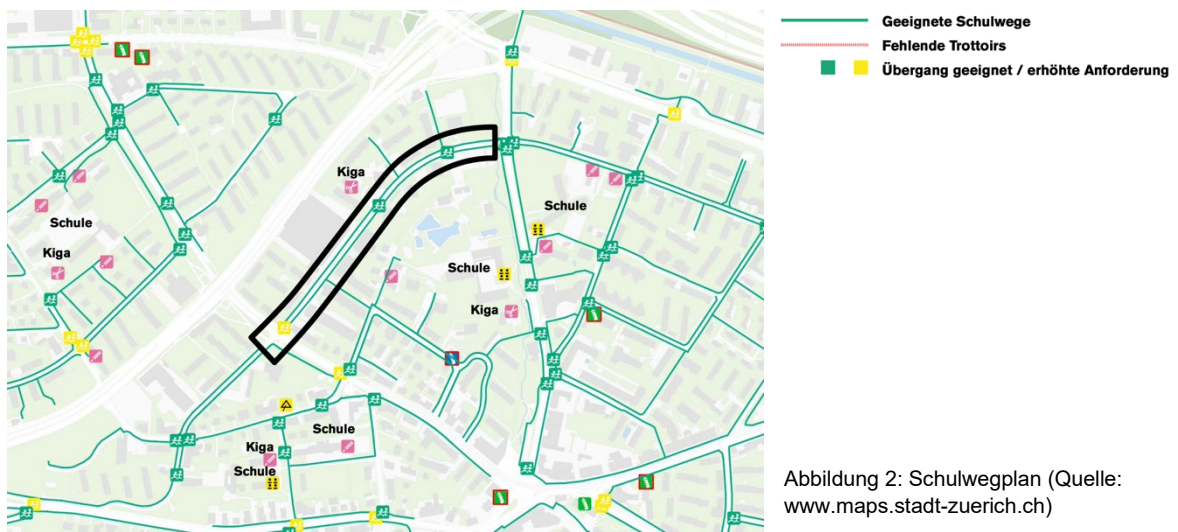 Geeignete Schulwege
Fehlende Trottoirs
Übergang geeignet / erhöhte Anforderung
Kiga
Schule
Schule
Kiga
Schule
Kiga
Schule
Kiga
Schule
Abbildung 2: Schulwegplan (Quelle:
www.maps.stadt-zuerich.ch)